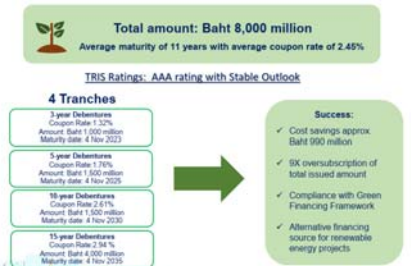 Total amount: Baht 8,000 million
Average maturity of 11 years with average coupon rate of 2.45%
TRIS Ratings: AAA rating with Stable Outlook
4 Tranches
3-year Debentures
Coupon Rate 1.32%
Amount: Baht 1,000 million
Maturity date: 4 Nov 2023
5-year Debentures
Coupon Rate 1.76%
Amount: Baht 1,500 million
Maturity date: 4 Nov 2025
10-year Debentures
Coupon Rate 2.61%
Amount: Baht 1,500 million
Maturity date: 4 Nov 2030
15-year Debentures
Coupon Rate 2.94 %
Amount: Baht 4,000 million
Maturity date: 4 Nov 2035
Success:
✓ Cost savings approx.
Baht 990 million
✓ 9X oversubscription of
total issued amount
✓ Compliance with Green
Financing Framework
✓ Alternative financing
source for renewable
energy projects